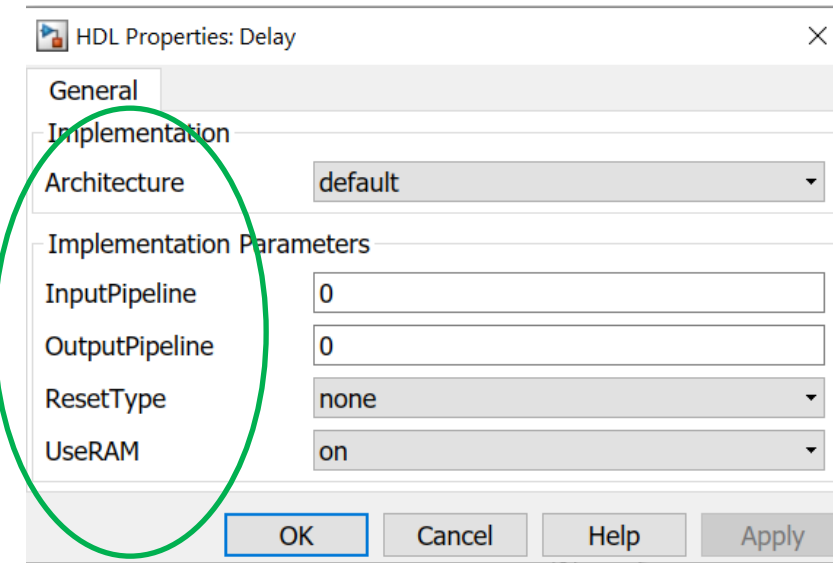 HDL Properties: Delay
General
Implementation
Architecture default
Implementation Parameters
InputPipeline 0
OutputPipeline 0
ResetType none
UseRAM on
OK Cancel Help Apply